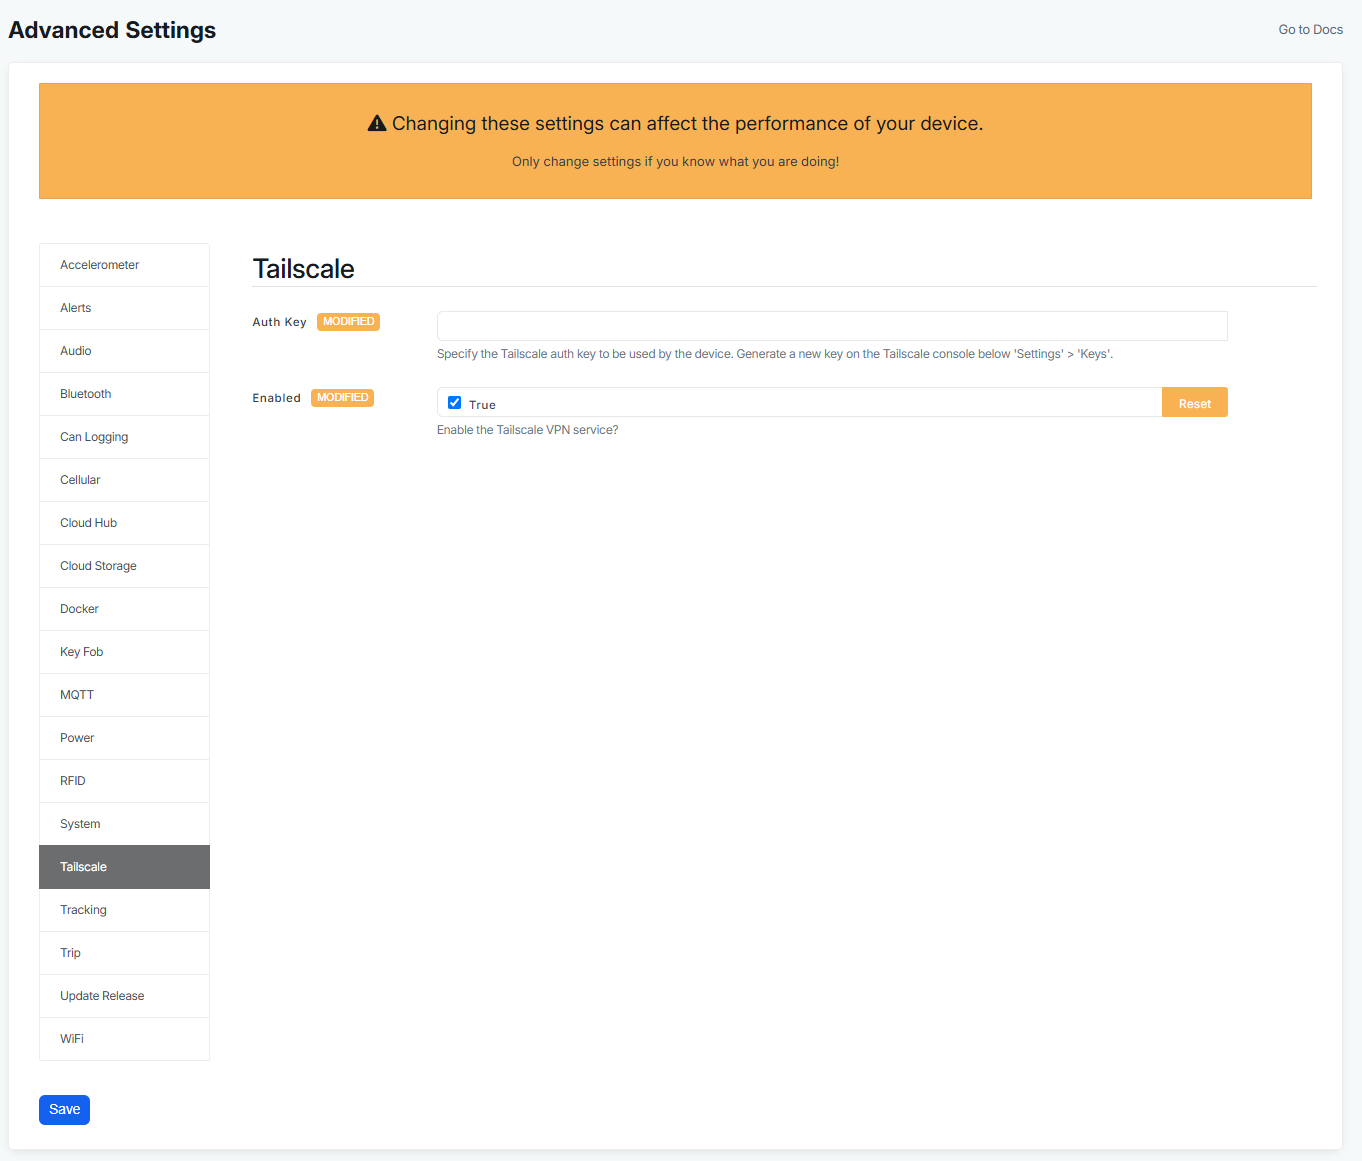 Advanced Settings
Go to Docs
Changing these settings can affect the performance of your device.
Only change settings if you know what you are doing!
Accelerometer
Alerts
Audio
Bluetooth
Can Logging
Cellular
Cloud Hub
Cloud Storage
Docker
Key Fob
MQTT
Power
RFID
System
Tailscale
Tracking
Trip
Update Release
WiFi
Tailscale
Auth Key MODIFIED
Specify the Tailscale auth key to be used by the device. Generate a new key on the Tailscale console below 'Settings' > 'Keys'.
Enabled MODIFIED
True
Reset
Enable the Tailscale VPN service?
Save